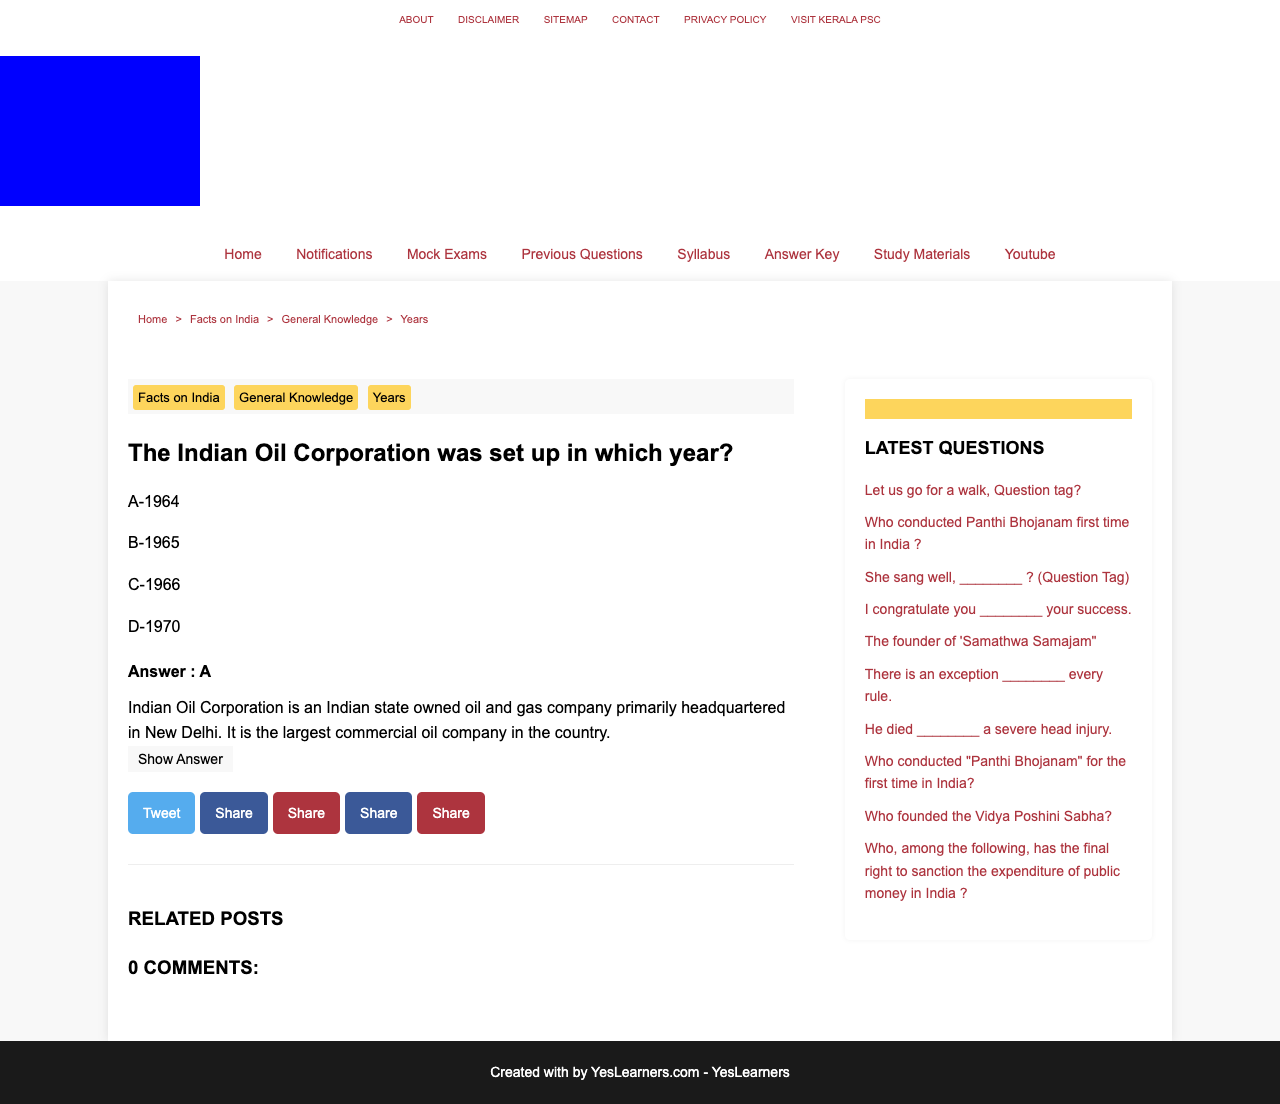 ABOUT DISCLAIMER SITEMAP CONTACT PRIVACY POLICY VISIT KERALA PSC
Home Notifications Mock Exams Previous Questions Syllabus Answer Key Study Materials Youtube
Home > Facts on India > General Knowledge > Years
Facts on India General Knowledge Years
The Indian Oil Corporation was set up in which year?
A-1964
B-1965
C-1966
D-1970
Answer : A
Indian Oil Corporation is an Indian state owned oil and gas company primarily headquartered
in New Delhi. It is the largest commercial oil company in the country.
Show Answer
Tweet Share Share Share Share
RELATED POSTS
0 COMMENTS:
LATEST QUESTIONS
Let us go for a walk, Question tag?
Who conducted Panthi Bhojanam first time
in India ?
She sang well, ________ ? (Question Tag)
I congratulate you ________ your success.
The founder of 'Samathwa Samajam"
There is an exception ________ every
rule.
He died ________ a severe head injury.
Who conducted "Panthi Bhojanam" for the
first time in India?
Who founded the Vidya Poshini Sabha?
Who, among the following, has the final
right to sanction the expenditure of public
money in India ?
Created with by YesLearners.com - YesLearners